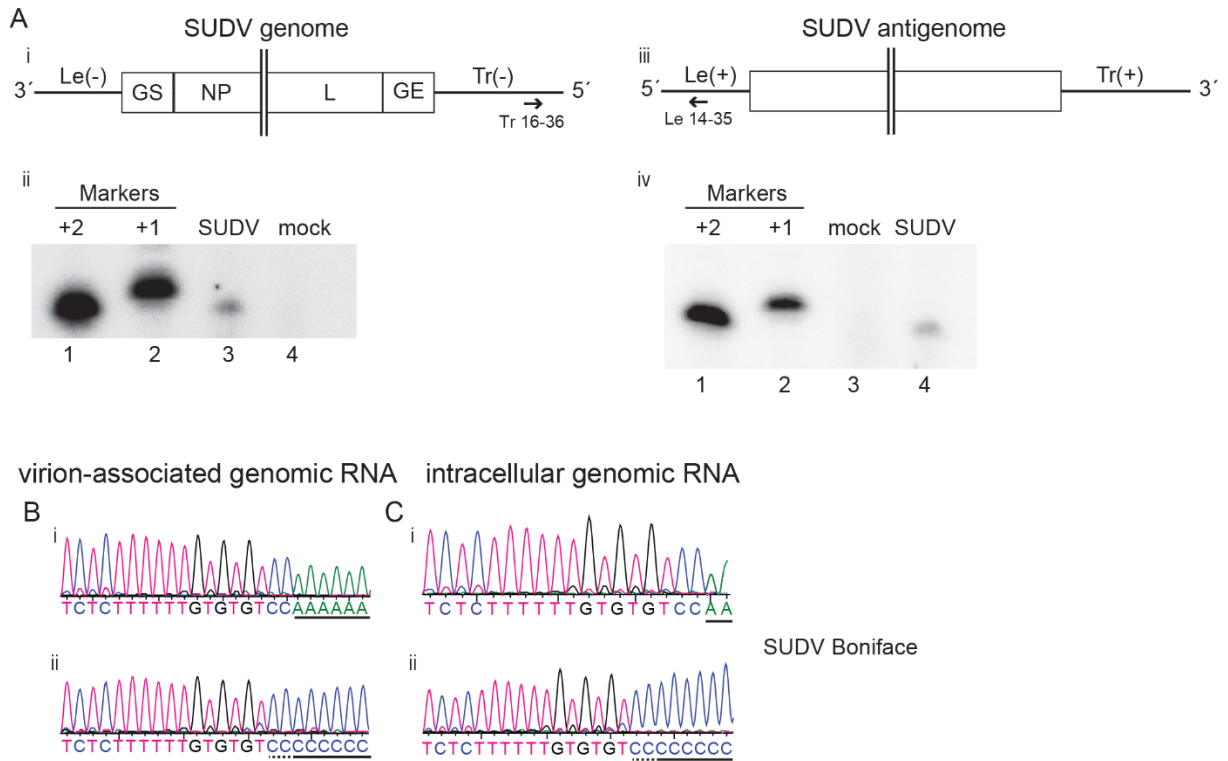 A
SUDV genome
SUDV antigenome
i
iii
3´ Le(-) GS NP L GE Tr(-) 5´
Tr 16-36
5´ Le(+) Tr(+) 3´
Le 14-35
ii
iv
Markers
+2 +1 SUDV mock
1 2 3 4
Markers
+2 +1 mock SUDV
1 2 3 4
virion-associated genomic RNA
intracellular genomic RNA
B
C
i
TCTCTTTTTTGTGTGTCCAAAAAA
i
TCTCTTTTTTGTGTGTCCAA
SUDV Boniface
ii
TCTCTTTTTTGTGTGTCCCCCCCC
ii
TCTCTTTTTTGTGTGTCCCCCCCC